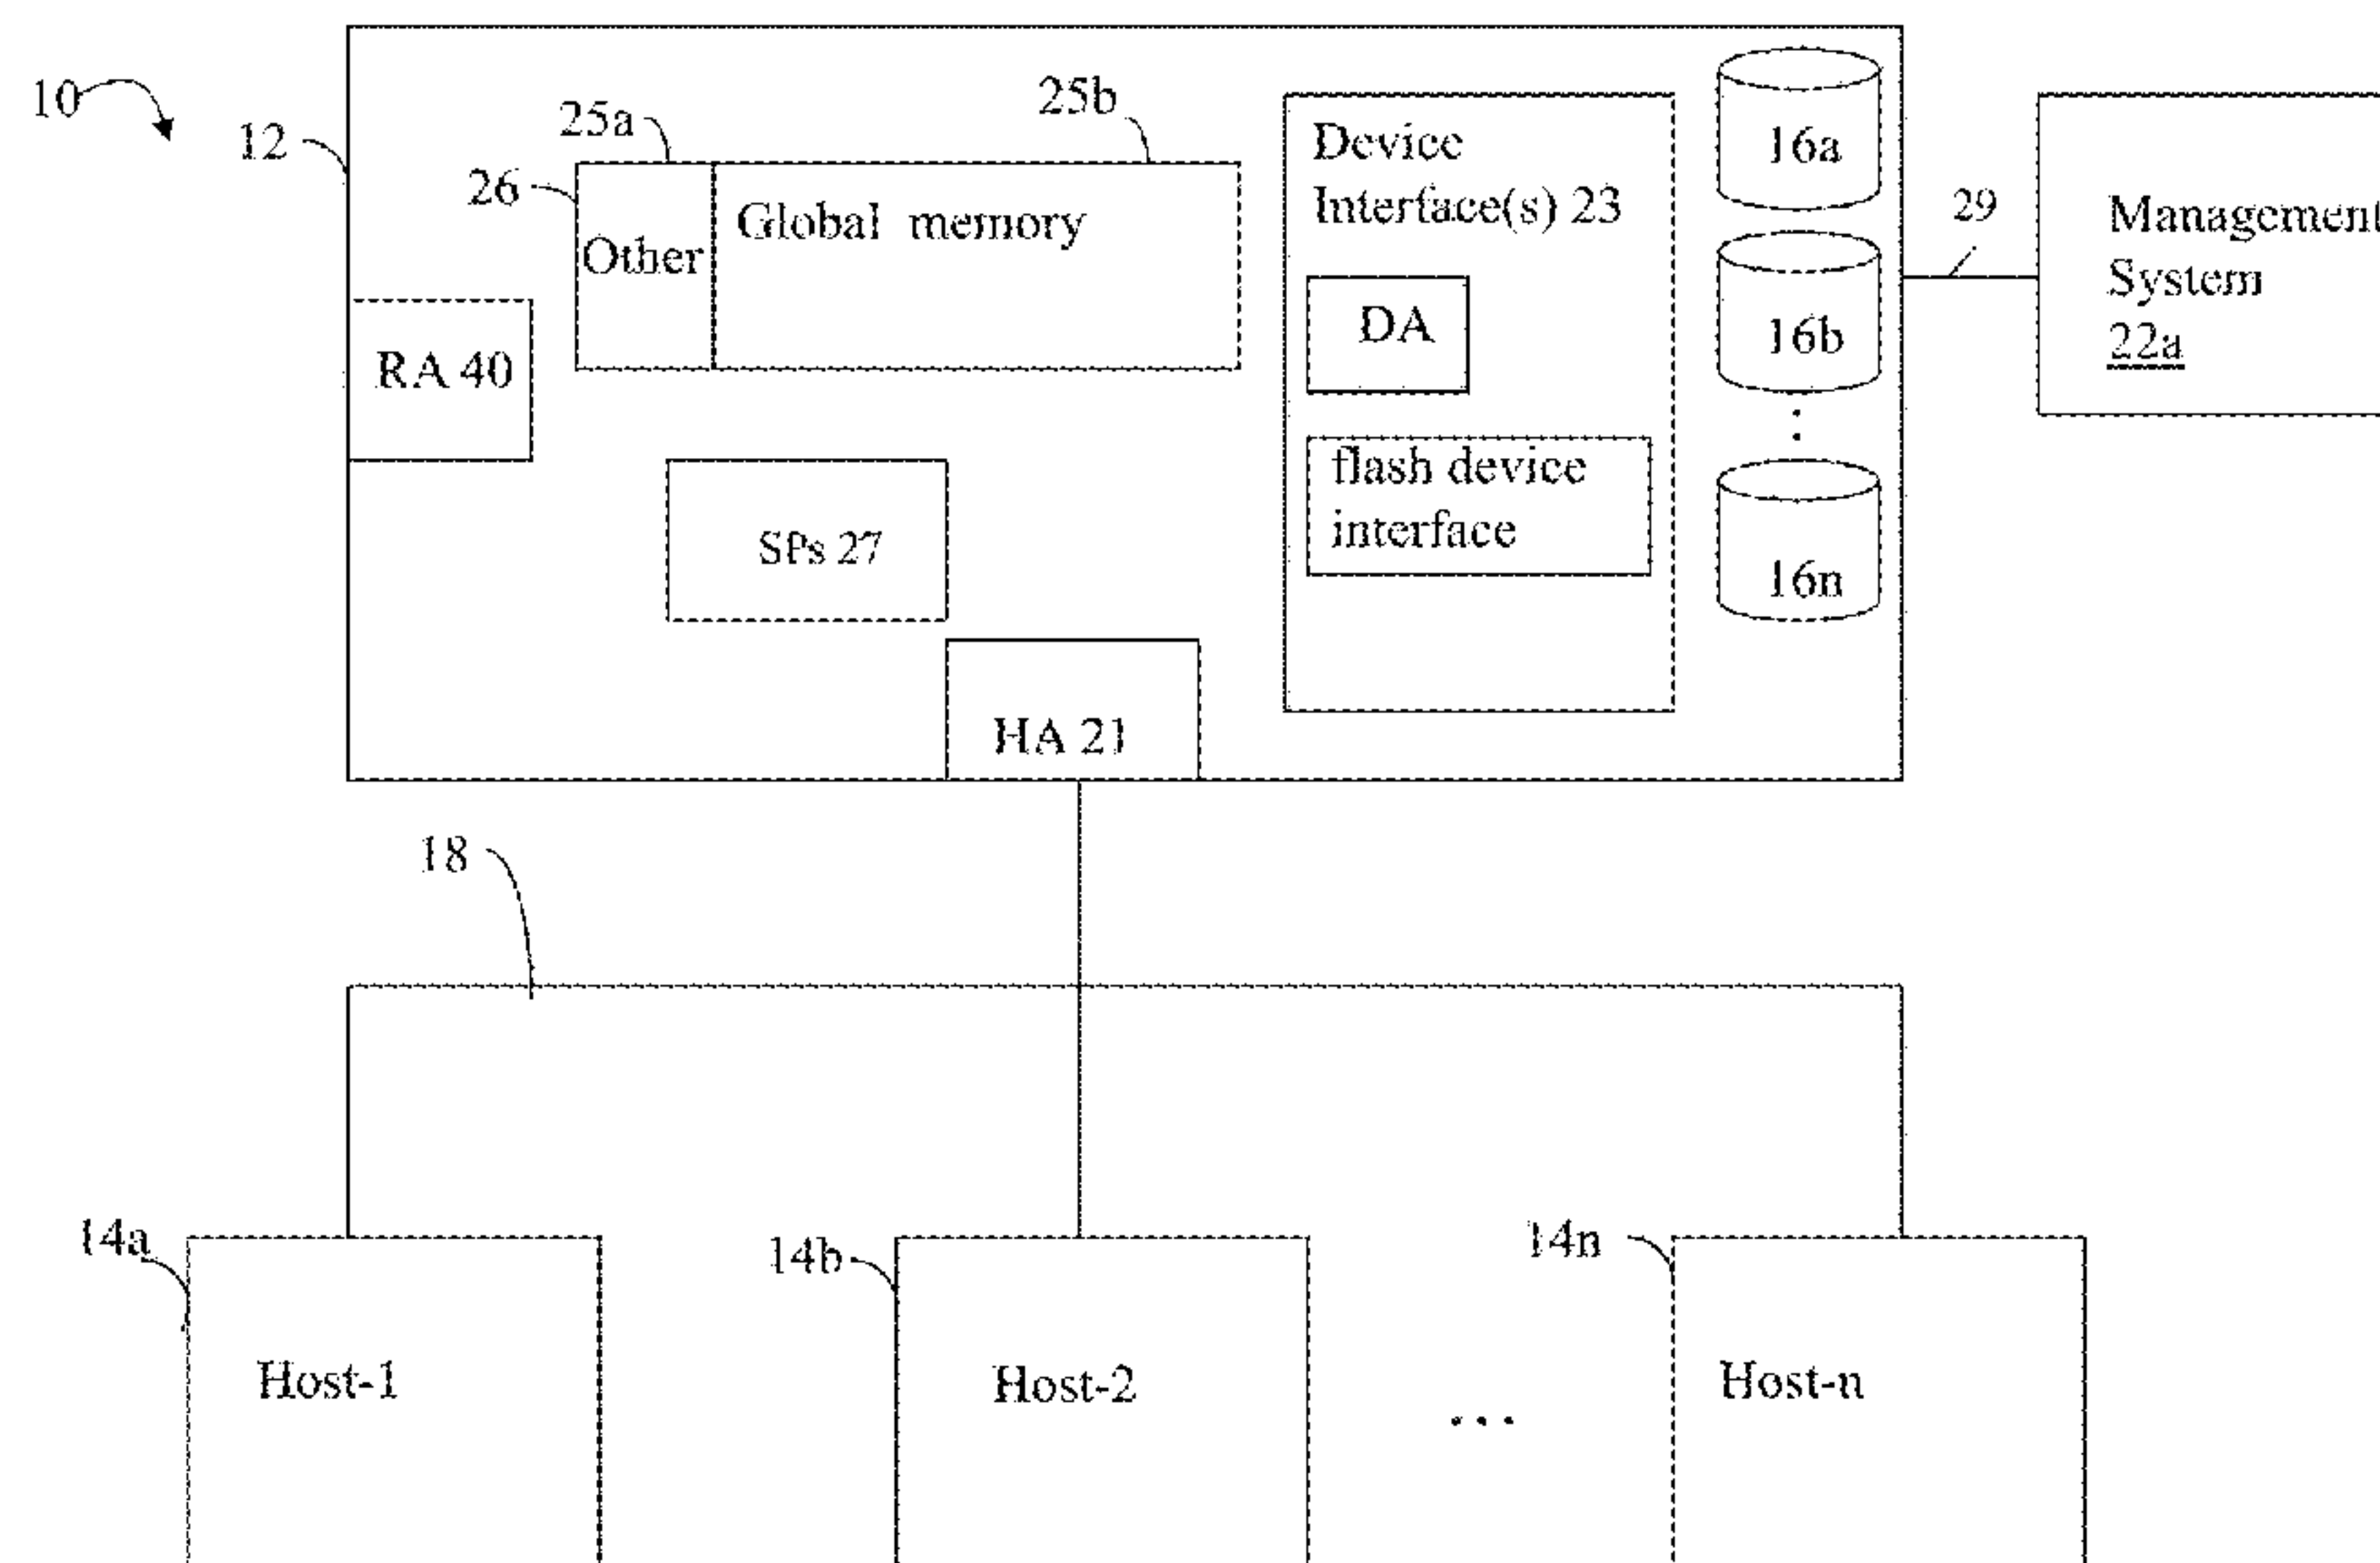 10
12
25a
25b
26
Other
Global memory
Device
Interface(s) 23
DA
flash device
interface
16a
16b
16n
29
Management
System
22a
RA 40
SPs 27
HA 21
18
14a
14b
14n
Host-1
Host-2
...
Host-n